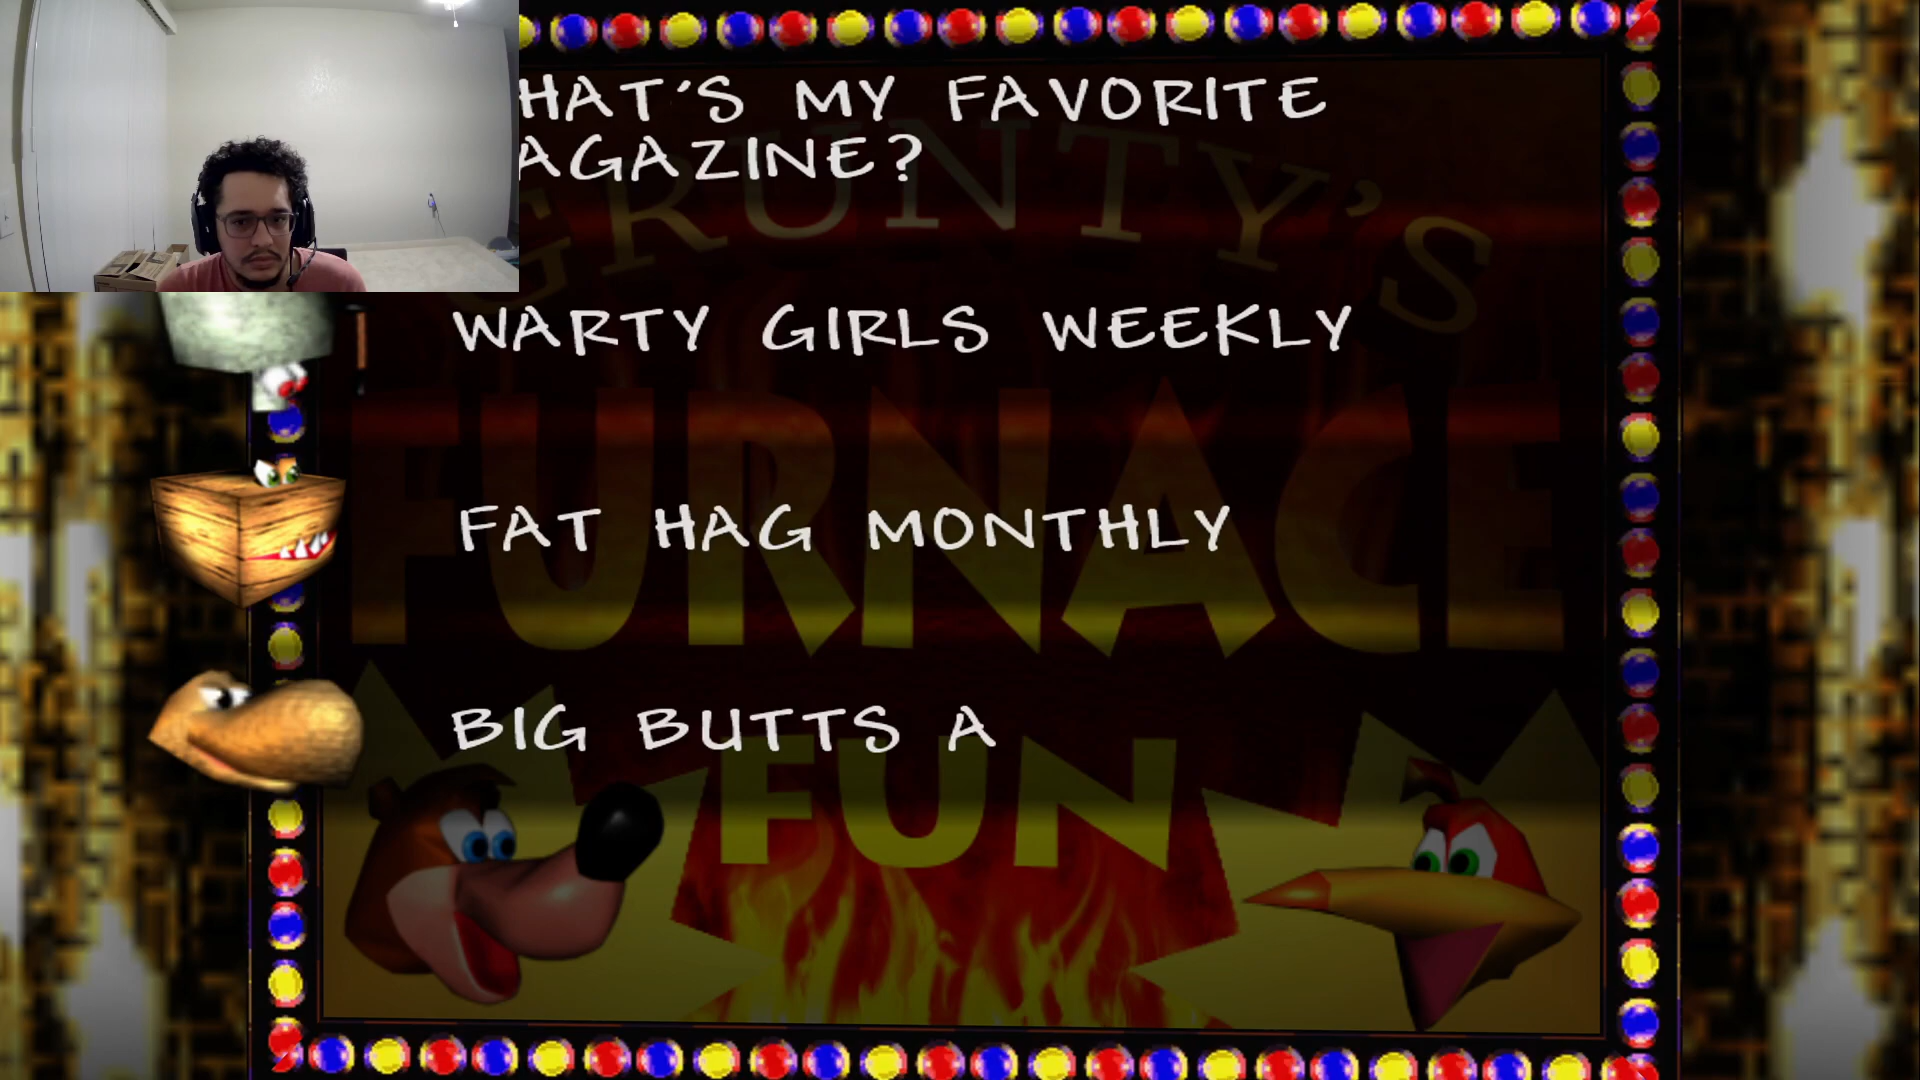 HAT'S MY FAVORITE
AGAZINE?
GRUNTY'S
WARTY GIRLS WEEKLY
FURNACE
FAT HAG MONTHLY
BIG BUTTS A
FUN